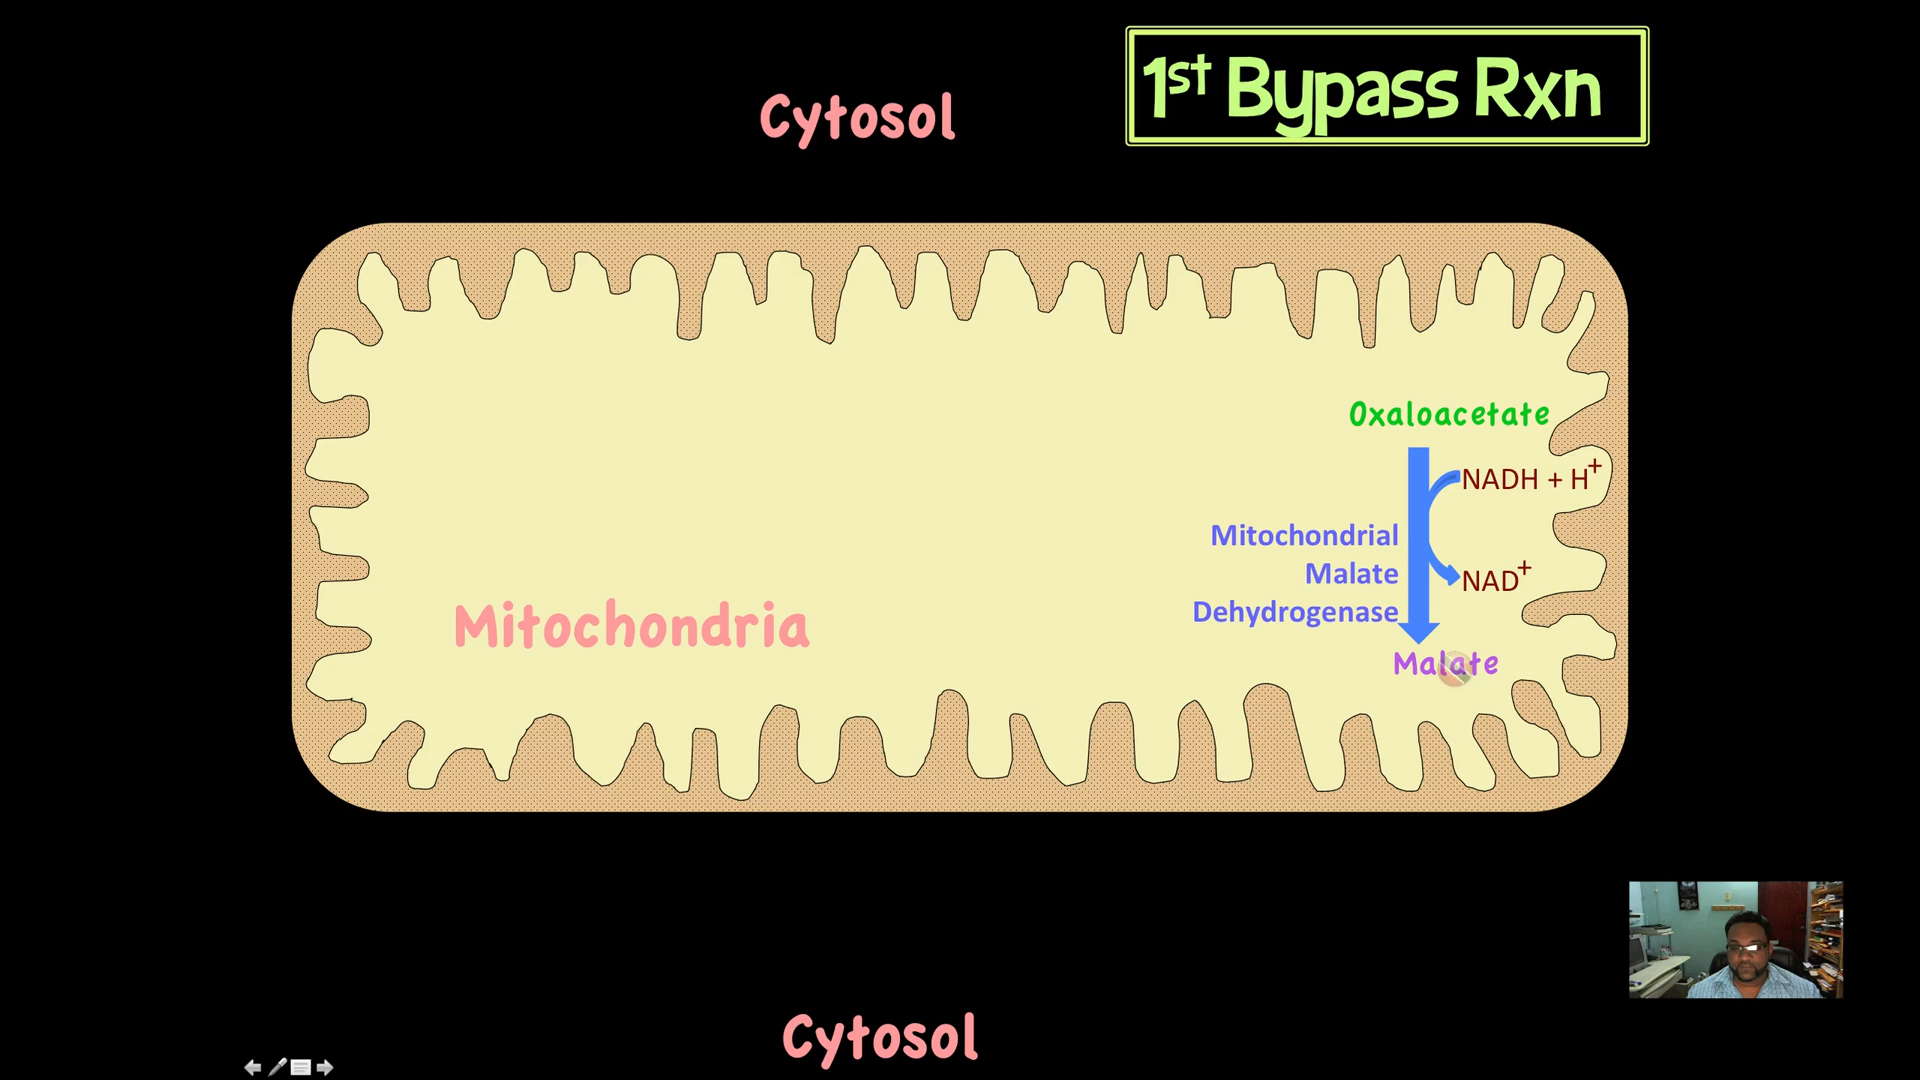 1st Bypass Rxn
Cytosol
Oxaloacetate
NADH + H+
Mitochondrial
Malate
Dehydrogenase
NAD+
Mitochondria
Malate
Cytosol